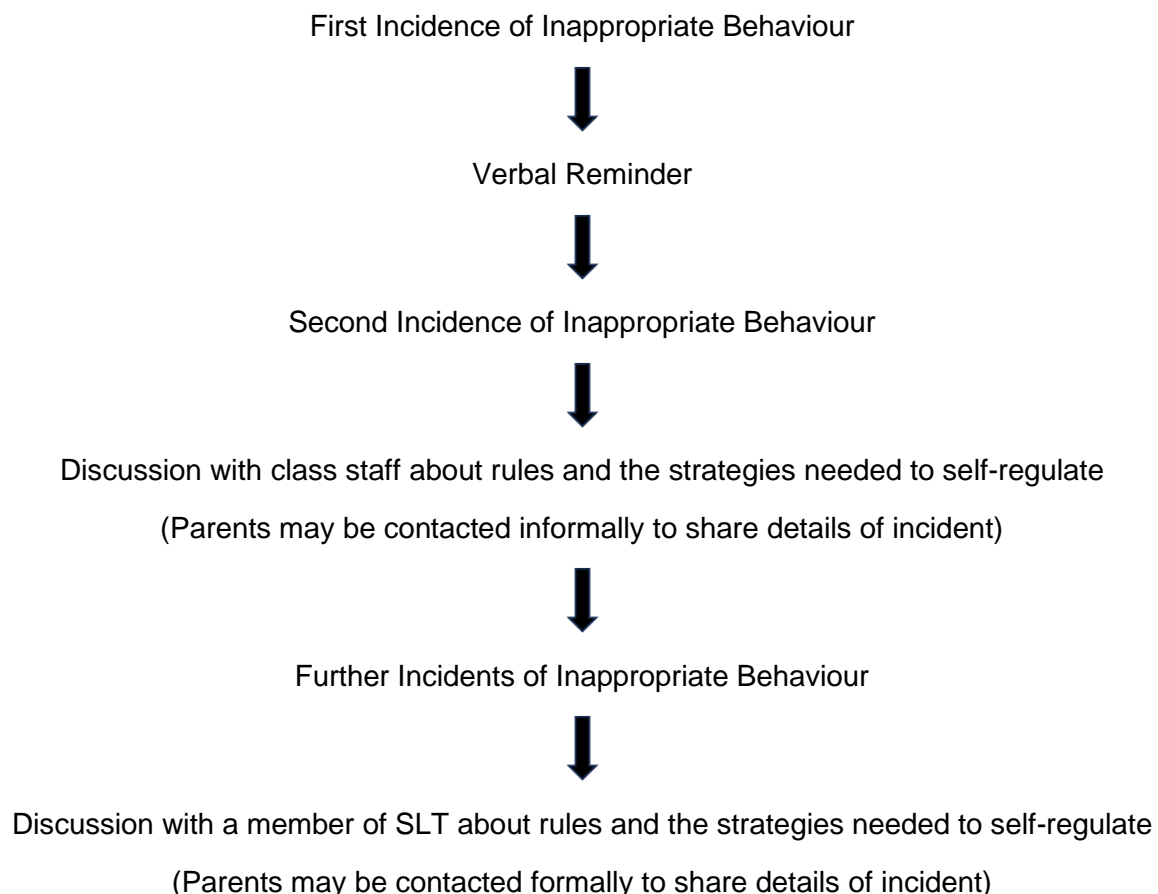 First Incidence of Inappropriate Behaviour
Verbal Reminder
Second Incidence of Inappropriate Behaviour
Discussion with class staff about rules and the strategies needed to self-regulate
(Parents may be contacted informally to share details of incident)
Further Incidents of Inappropriate Behaviour
Discussion with a member of SLT about rules and the strategies needed to self-regulate
(Parents may be contacted formally to share details of incident)